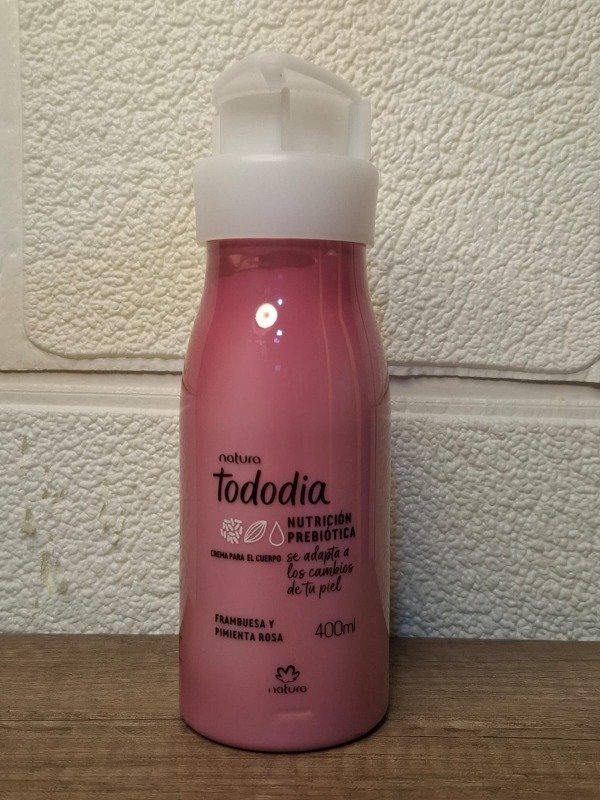 natura
tododia
NUTRICIÓN
PREBIÓTICA
CREMA PARA EL CUERPO
se adapta a
los cambios
de tu piel
FRAMBUESA Y
PIMIENTA ROSA
400ml
natura